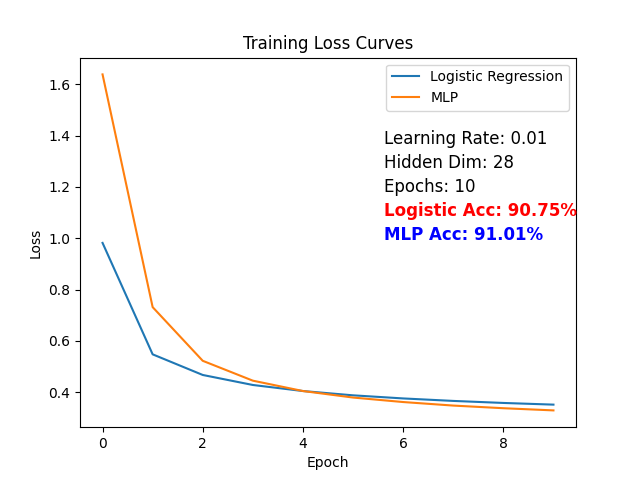 Training Loss Curves
Logistic Regression
MLP
Learning Rate: 0.01
Hidden Dim: 28
Epochs: 10
Logistic Acc: 90.75%
MLP Acc: 91.01%
Loss
1.6
1.4
1.2
1.0
0.8
0.6
0.4
0 2 4 6 8
Epoch